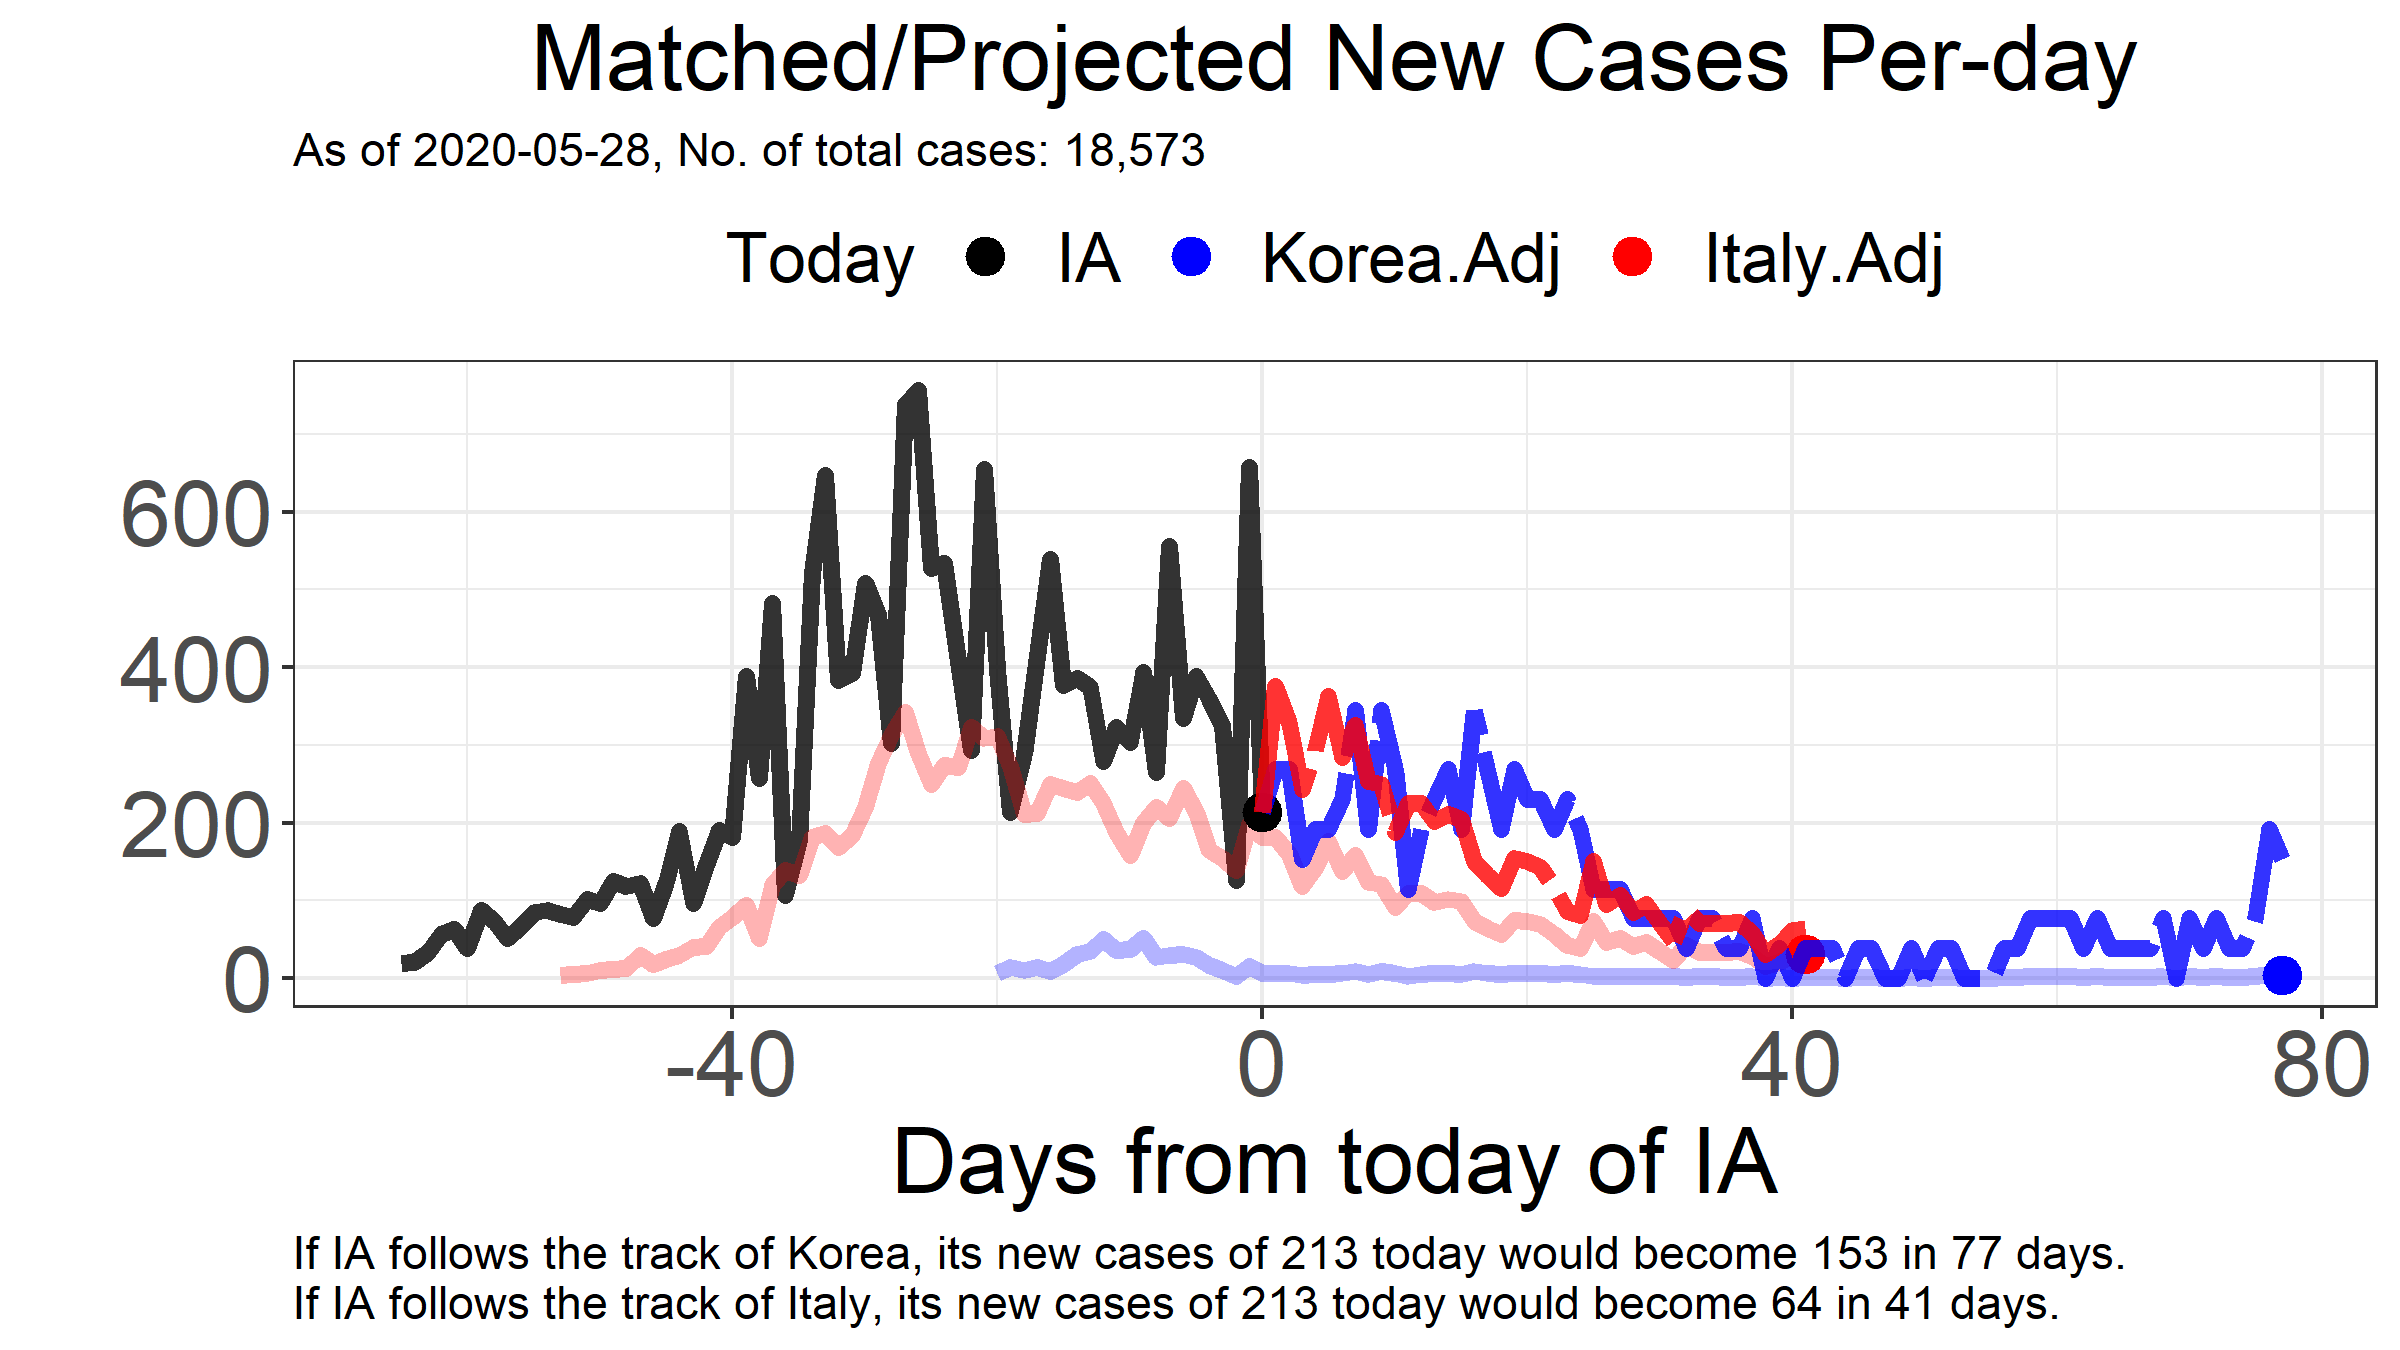 Matched/Projected New Cases Per-day
As of 2020-05-28, No. of total cases: 18,573
Today IA Korea.Adj Italy.Adj
600
400
200
0
-40 0 40 80
Days from today of IA
If IA follows the track of Korea, its new cases of 213 today would become 153 in 77 days.
If IA follows the track of Italy, its new cases of 213 today would become 64 in 41 days.